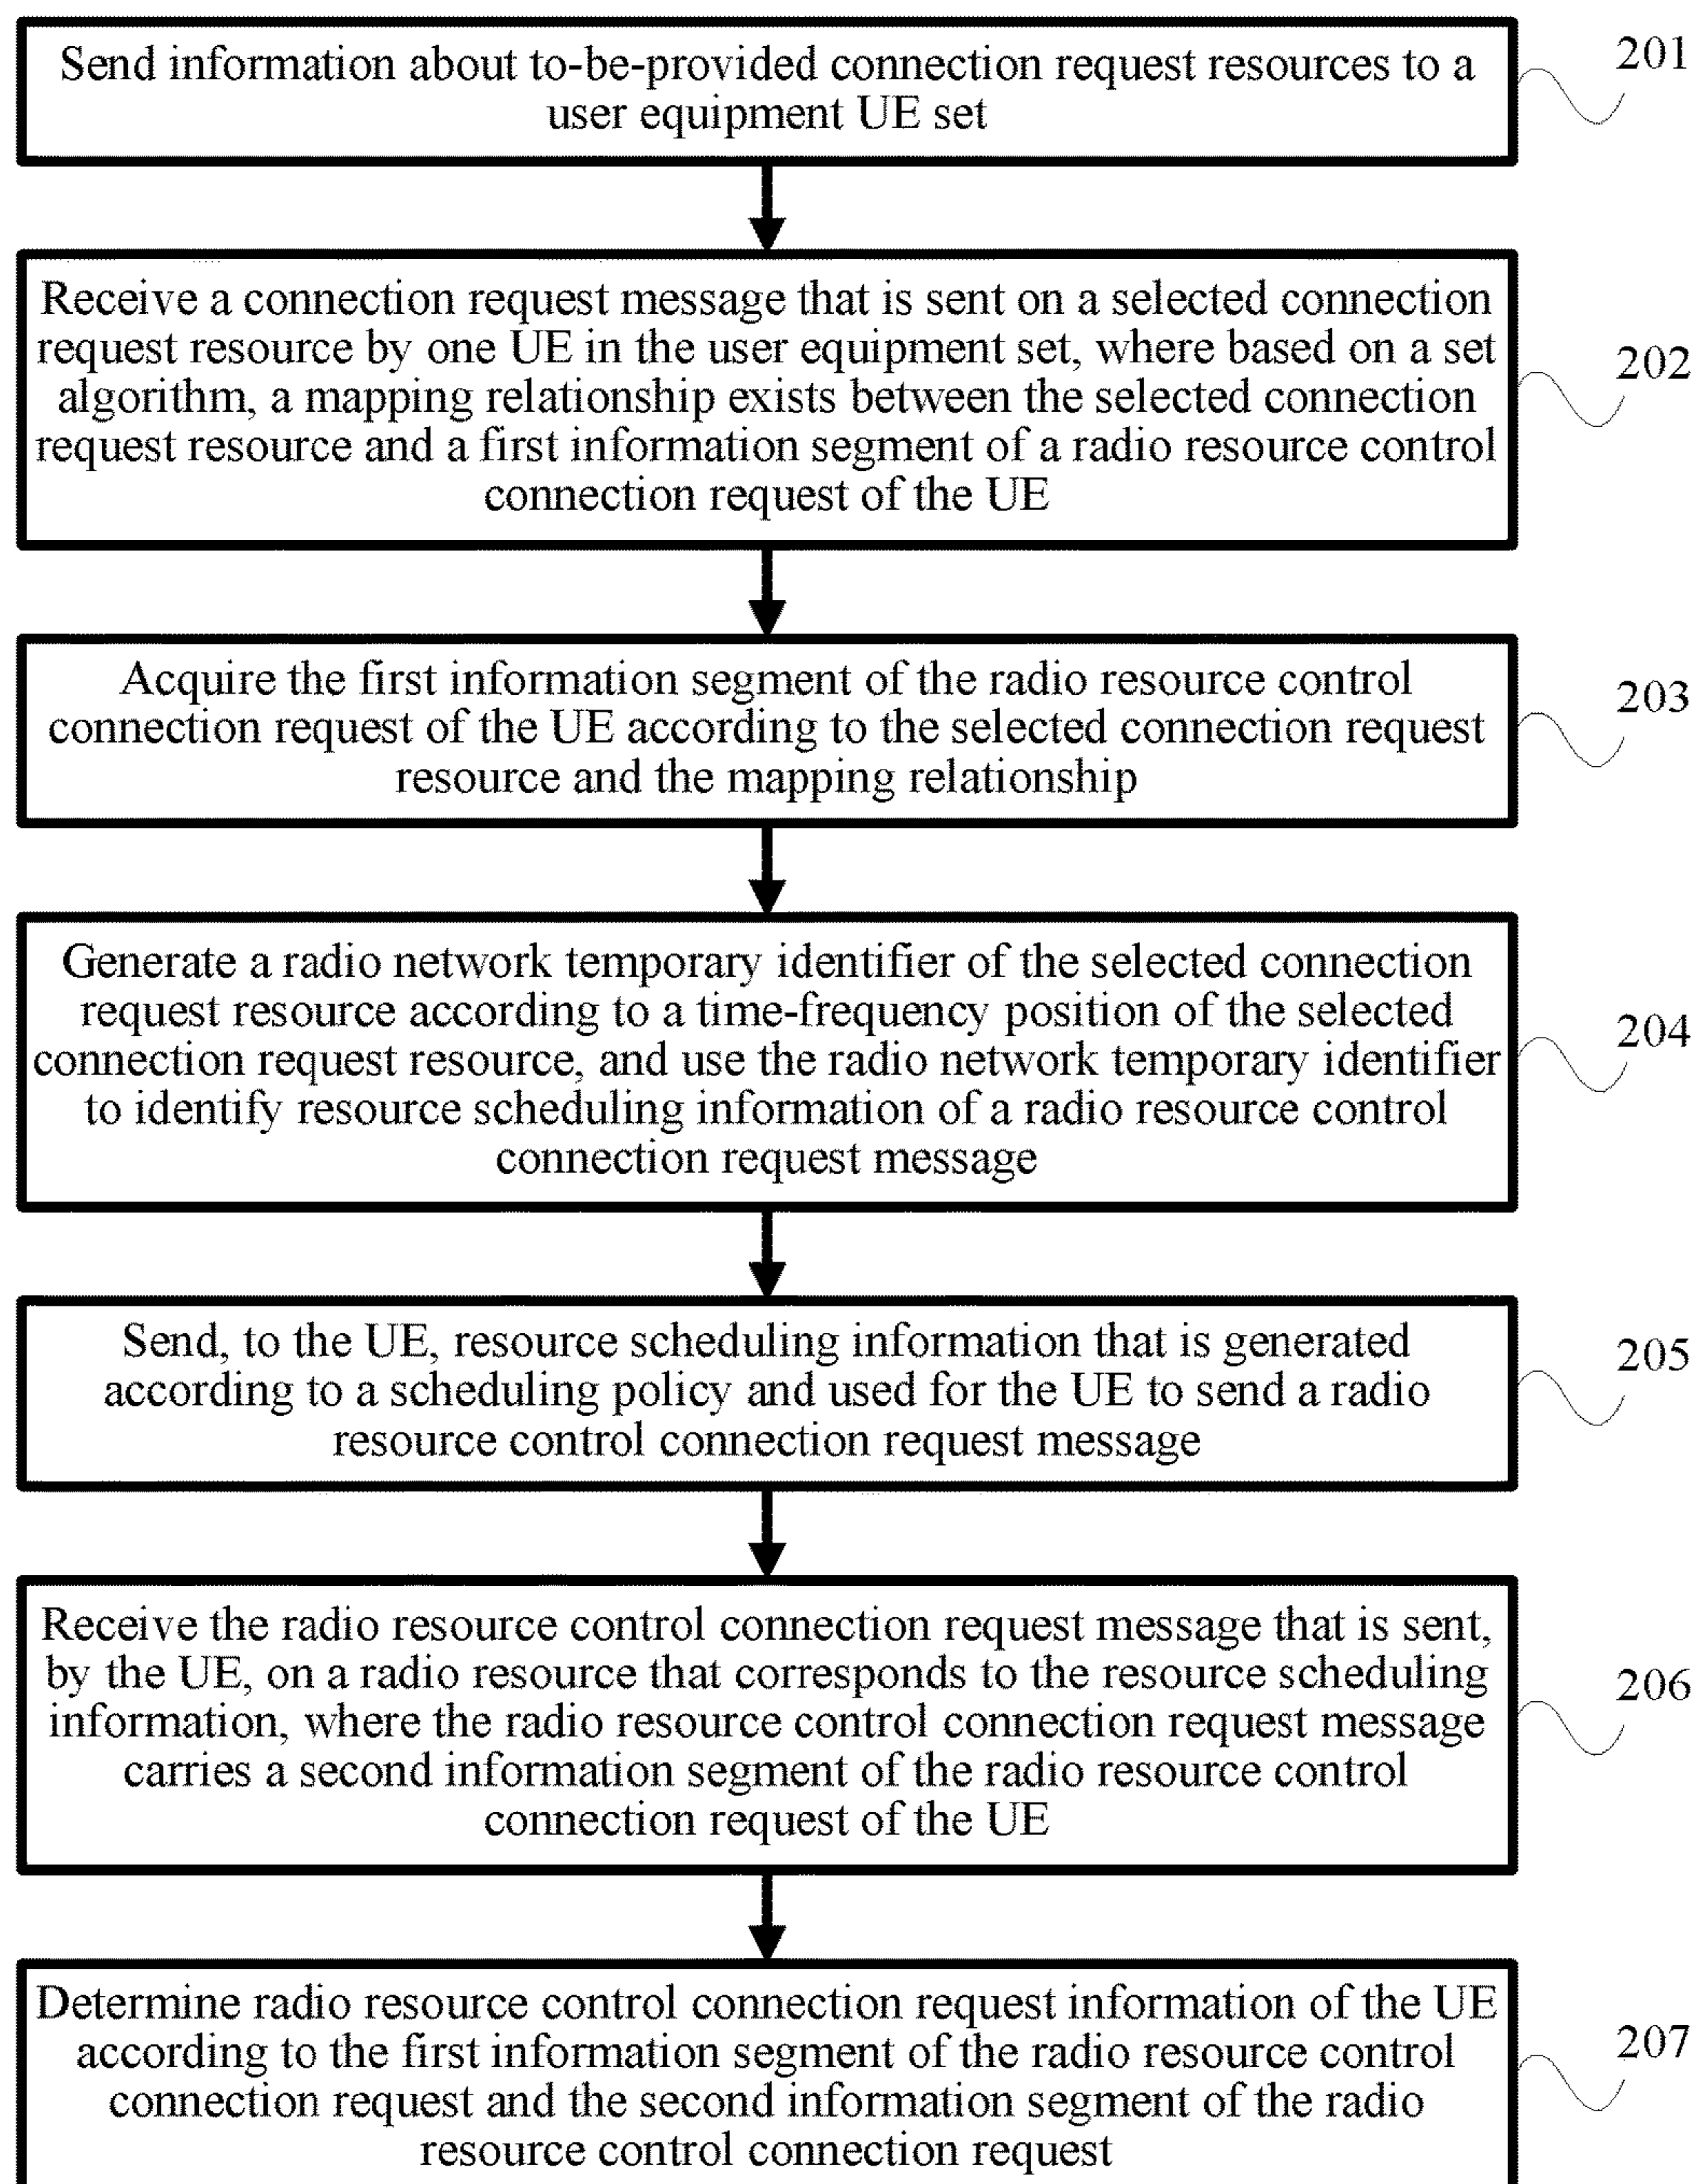 Send information about to-be-provided connection request resources to a
user equipment UE set
201
Receive a connection request message that is sent on a selected connection
request resource by one UE in the user equipment set, where based on a set
algorithm, a mapping relationship exists between the selected connection
request resource and a first information segment of a radio resource control
connection request of the UE
202
Acquire the first information segment of the radio resource control
connection request of the UE according to the selected connection request
resource and the mapping relationship
203
Generate a radio network temporary identifier of the selected connection
request resource according to a time-frequency position of the selected
connection request resource, and use the radio network temporary identifier
to identify resource scheduling information of a radio resource control
connection request message
204
Send, to the UE, resource scheduling information that is generated
according to a scheduling policy and used for the UE to send a radio
resource control connection request message
205
Receive the radio resource control connection request message that is sent,
by the UE, on a radio resource that corresponds to the resource scheduling
information, where the radio resource control connection request message
carries a second information segment of the radio resource control
connection request of the UE
206
Determine radio resource control connection request information of the UE
according to the first information segment of the radio resource control
connection request and the second information segment of the radio
resource control connection request
207